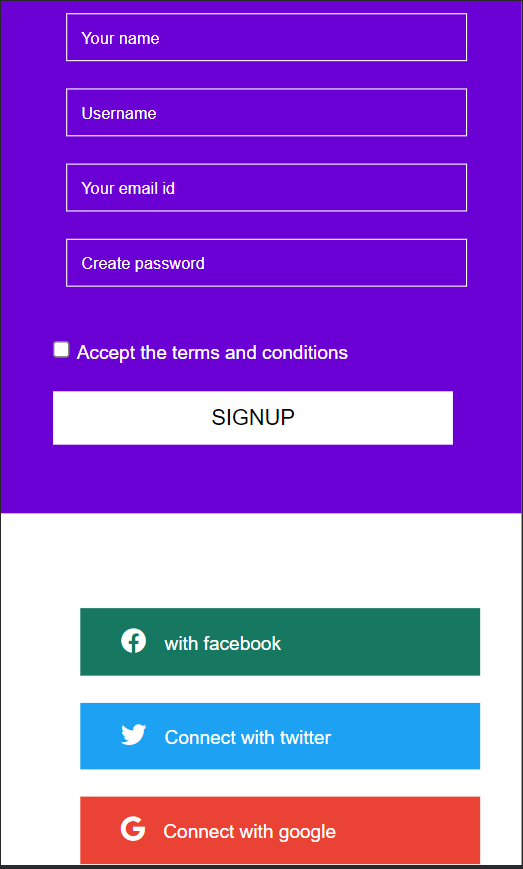 Your name
Username
Your email id
Create password
Accept the terms and conditions
SIGNUP
with facebook
Connect with twitter
Connect with google